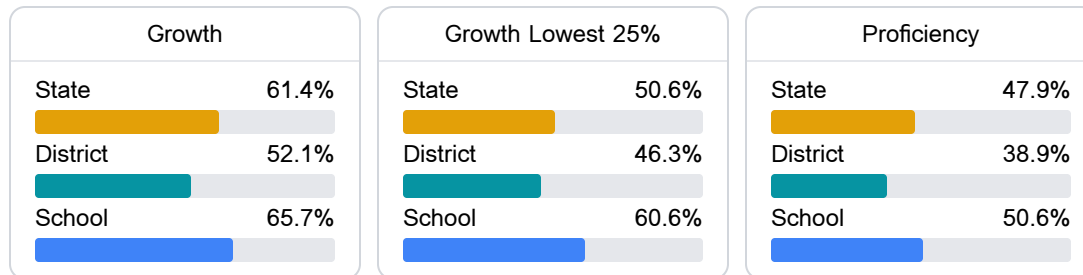 Growth
State 61.4%
District 52.1%
School 65.7%
Growth Lowest 25%
State 50.6%
District 46.3%
School 60.6%
Proficiency
State 47.9%
District 38.9%
School 50.6%